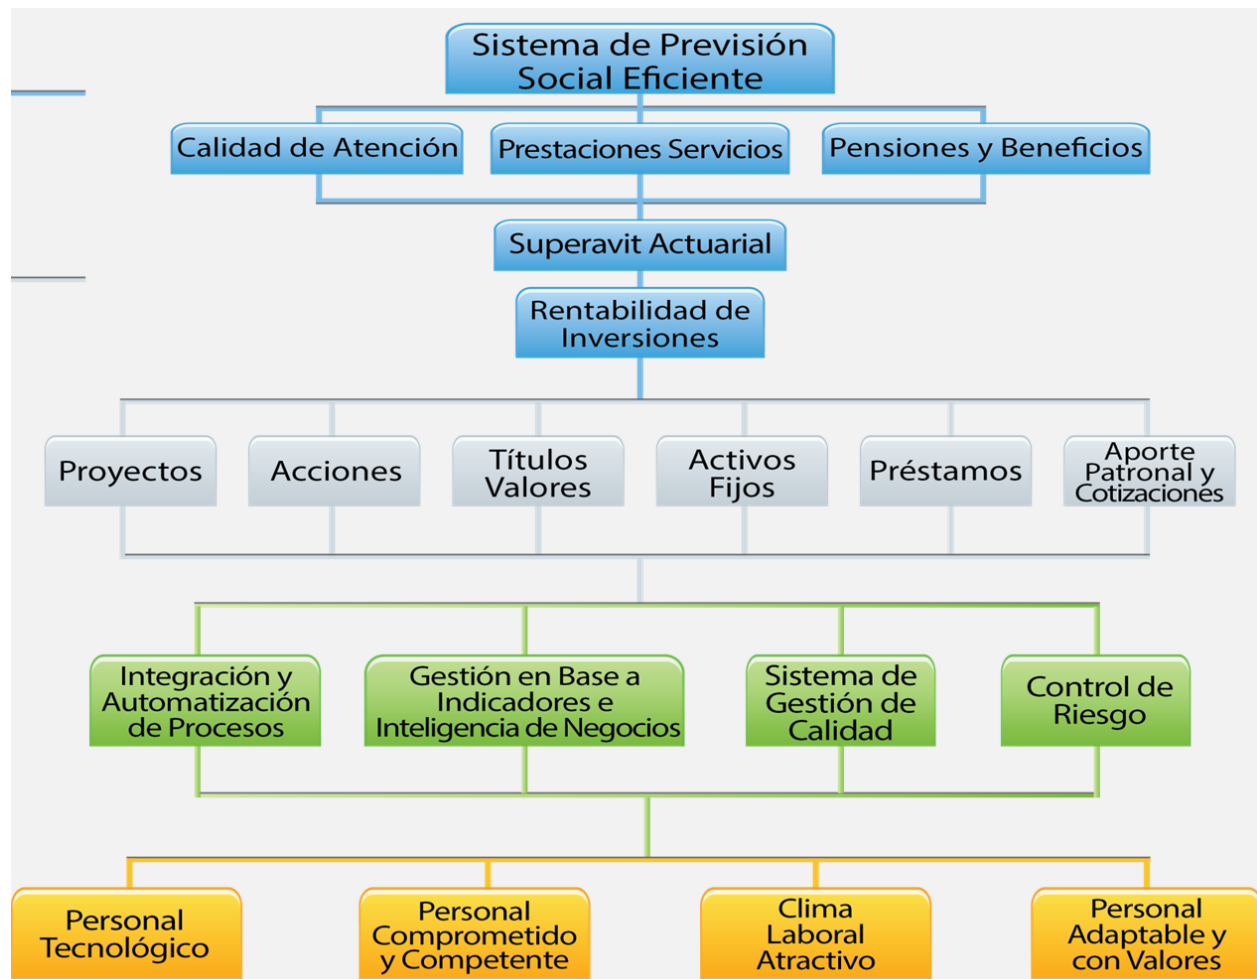 Sistema de Previsión
Social Eficiente
Calidad de Atención
Prestaciones Servicios
Pensiones y Beneficios
Superavit Actuarial
Rentabilidad de
Inversiones
Proyectos
Acciones
Títulos
Valores
Activos
Fijos
Préstamos
Aporte
Patronal y
Cotizaciones
Integración y
Automatización
de Procesos
Gestión en Base a
Indicadores e
Inteligencia de Negocios
Sistema de
Gestión de
Calidad
Control de
Riesgo
Personal
Tecnológico
Personal
Comprometido
y Competente
Clima
Laboral
Atractivo
Personal
Adaptable y
con Valores